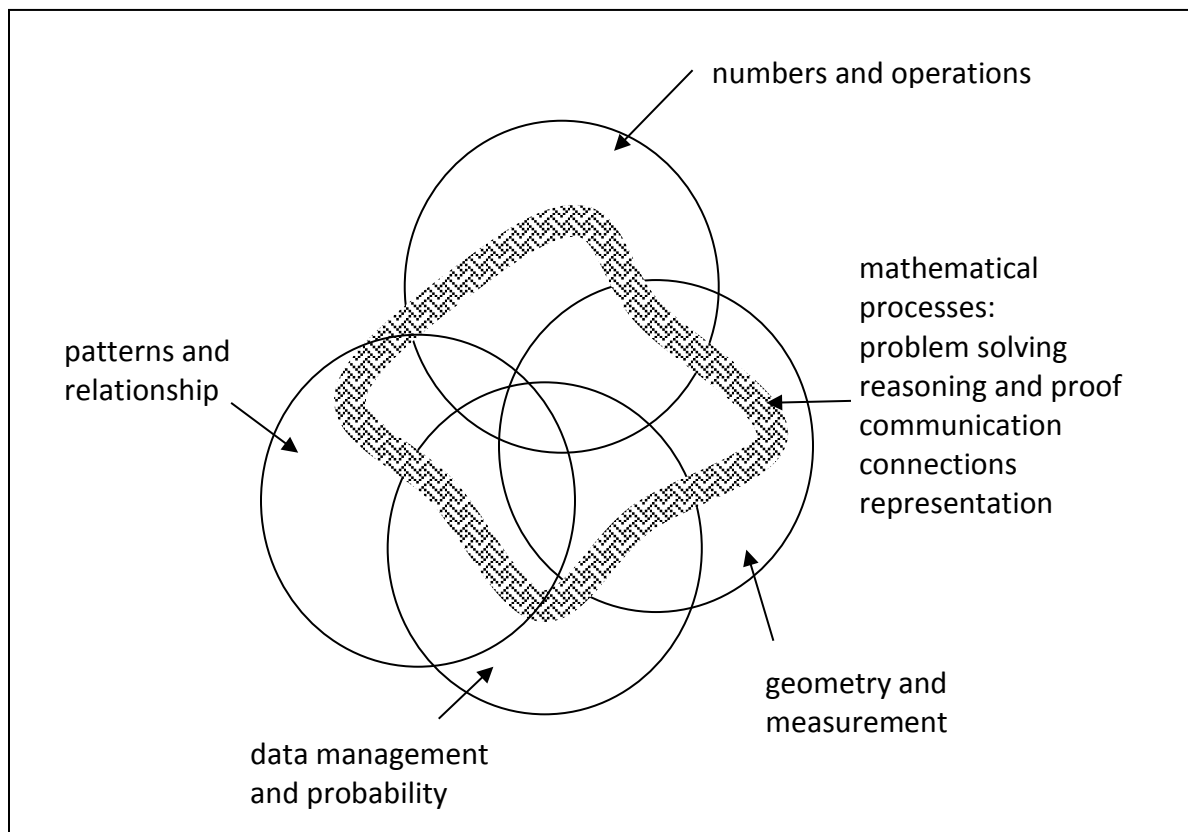 numbers and operations
mathematical
processes:
problem solving
reasoning and proof
communication
connections
representation
patterns and
relationship
geometry and
measurement
data management
and probability